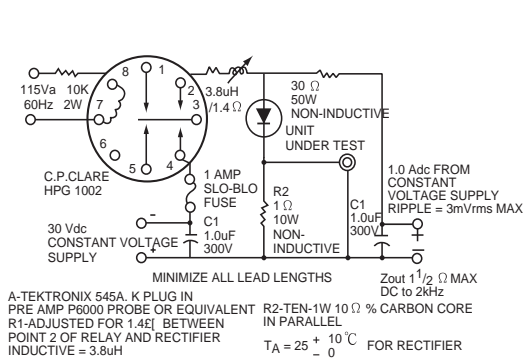 8
1
2
3
4
5
6
7
115Va
60Hz
10K
2W
3.8uH
/1.4 Ω
30 Ω
50W
NON-INDUCTIVE
UNIT
UNDER TEST
C.P.CLARE
HPG 1002
1 AMP
SLO-BLO
FUSE
R2
1 Ω
10W
NON-
INDUCTIVE
1.0 Adc FROM
CONSTANT
VOLTAGE SUPPLY
RIPPLE = 3mVrms MAX
C1
1.0uF
300V
+
−
30 Vdc
CONSTANT VOLTAGE
SUPPLY
-
+
C1
1.0uF
300V
MINIMIZE ALL LEAD LENGTHS
Zout 1 1/2 Ω MAX
DC to 2kHz
A-TEKTRONIX 545A. K PLUG IN
PRE AMP P6000 PROBE OR EQUIVALENT
R1-ADJUSTED FOR 1.4£[ BETWEEN
POINT 2 OF RELAY AND RECTIFIER
INDUCTIVE = 3.8uH
R2-TEN-1W 10 Ω % CARBON CORE
IN PARALLEL
TA = 25 + 10 ℃ FOR RECTIFIER
- 0